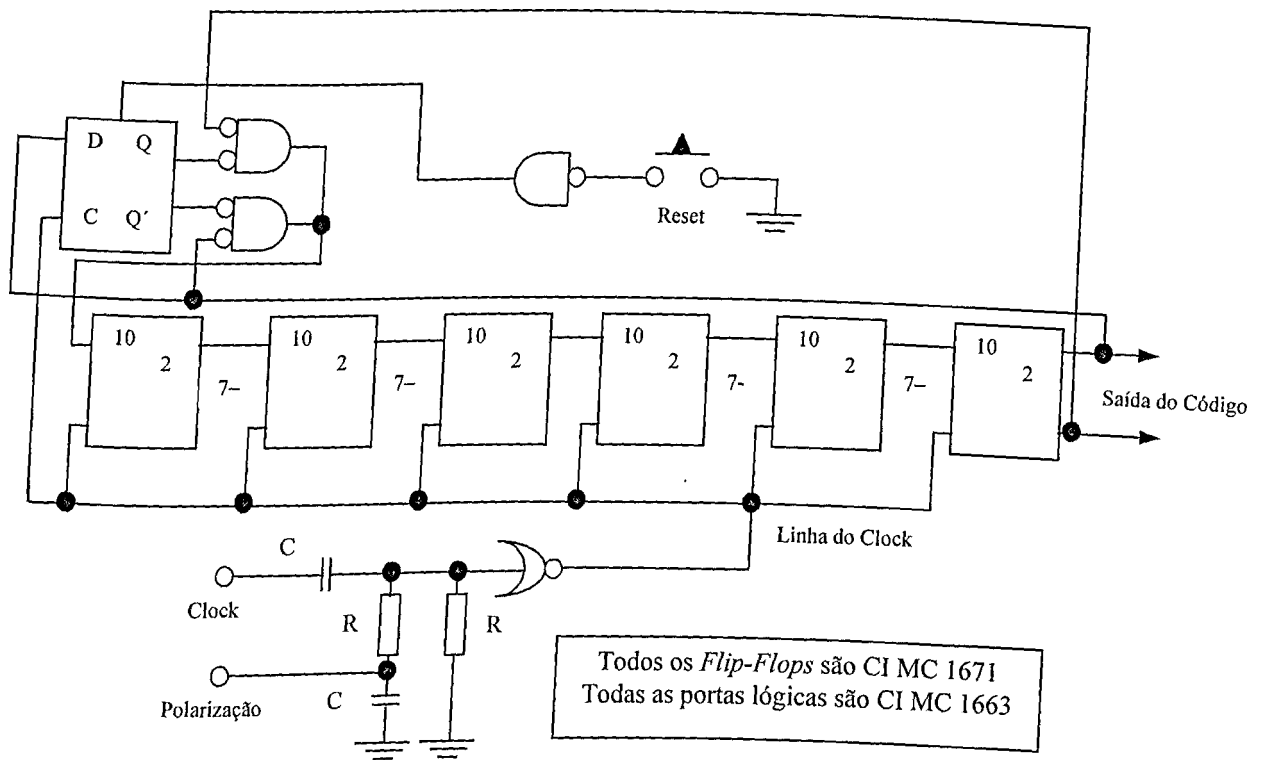 D Q
C Q´
Reset
10
2
7–
10
2
7–
10
2
10
2
7-
10
2
7–
10
2
Saída do Código
Linha do Clock
C
Clock
R
R
Polarização
C
Todos os Flip-Flops são CI MC 1671
Todas as portas lógicas são CI MC 1663